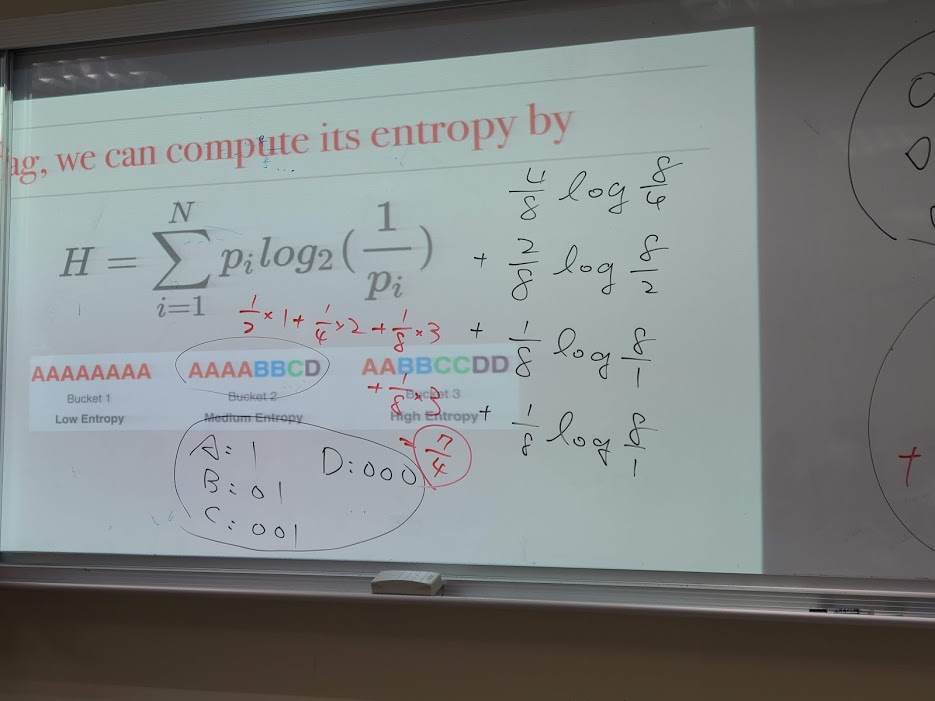 ag, we can compute its entropy by
H = \sum_{i=1}^{N} p_i log_2 (\frac{1}{p_i})
\frac{4}{8} log \frac{8}{4}
+ \frac{2}{8} log \frac{8}{2}
+ \frac{1}{8} log \frac{8}{1}
+ \frac{1}{8} log \frac{8}{1}
\frac{1}{2} × 1 + \frac{1}{4} × 2 + \frac{1}{8} × 3
+ \frac{1}{8} × 3
= \frac{7}{4}
AAAAAAAA AAAABBCD AABBCCDD
Bucket 1 Bucket 2 Bucket 3
Low Entropy Medium Entropy High Entropy
A: 1
B: 01
C: 001
D: 000
+